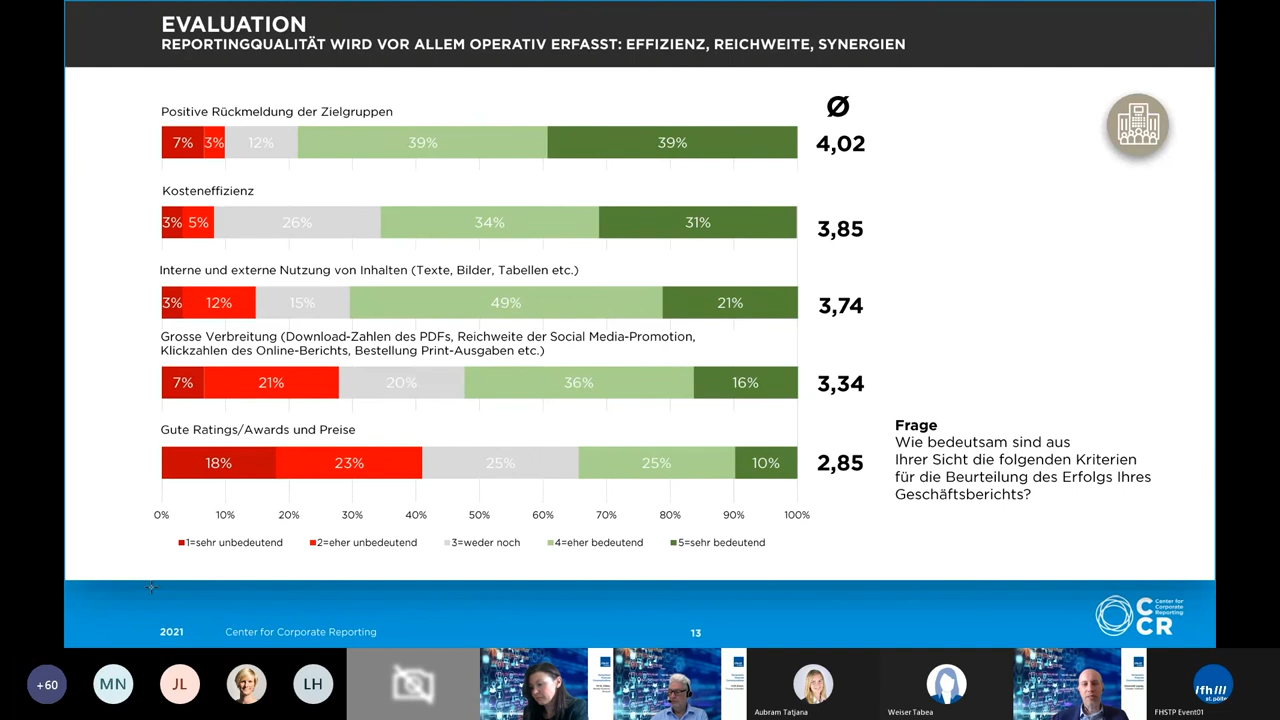 EVALUATION
REPORTINGQUALITÄT WIRD VOR ALLEM OPERATIV ERFASST: EFFIZIENZ, REICHWEITE, SYNERGIEN
Ø
Positive Rückmeldung der Zielgruppen
7% 3% 12% 39% 39% 4,02
Kosteneffizienz
3% 5% 26% 34% 31% 3,85
Interne und externe Nutzung von Inhalten (Texte, Bilder, Tabellen etc.)
3% 12% 15% 49% 21% 3,74
Grosse Verbreitung (Download-Zahlen des PDFs, Reichweite der Social Media-Promotion,
Klickzahlen des Online-Berichts, Bestellung Print-Ausgaben etc.)
7% 21% 20% 36% 16% 3,34
Gute Ratings/Awards und Preise
18% 23% 25% 25% 10% 2,85
0% 10% 20% 30% 40% 50% 60% 70% 80% 90% 100%
1=sehr unbedeutend 2=eher unbedeutend 3=weder noch 4=eher bedeutend 5=sehr bedeutend
Frage
Wie bedeutsam sind aus
Ihrer Sicht die folgenden Kriterien
für die Beurteilung des Erfolgs Ihres
Geschäftsberichts?
2021 Center for Corporate Reporting 13
C CR
Center for
Corporate
Reporting
+60 MN JL LH
Aubram Tatjana Weiser Tabea FHSTP Event01
/fh///
st.pölten